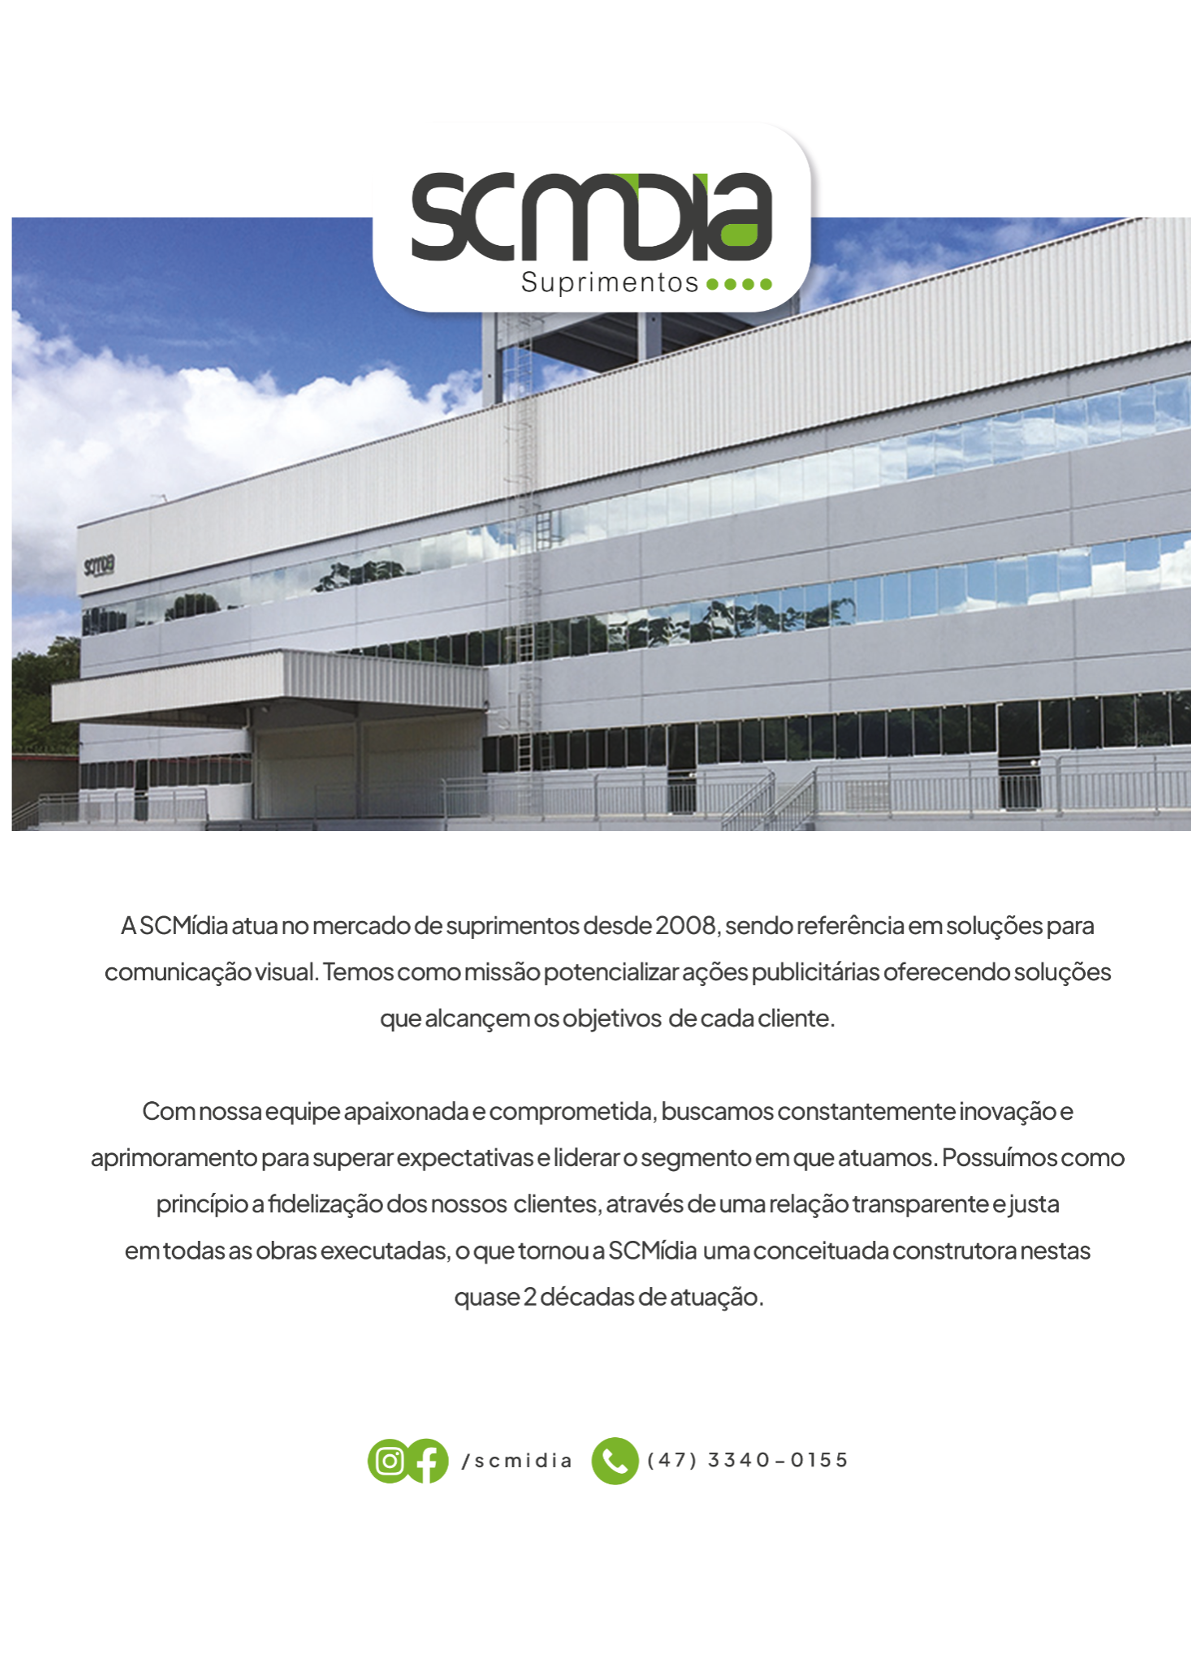 SCMÍDIA
Suprimentos
SCMÍDIA
A SCMídia atua no mercado de suprimentos desde 2008, sendo referência em soluções para
comunicação visual. Temos como missão potencializar ações publicitárias oferecendo soluções
que alcançem os objetivos de cada cliente.
Com nossa equipe apaixonada e comprometida, buscamos constantemente inovação e
aprimoramento para superar expectativas e liderar o segmento em que atuamos. Possuímos como
princípio a fidelização dos nossos clientes, através de uma relação transparente e justa
em todas as obras executadas, o que tornou a SCMídia uma conceituada construtora nestas
quase 2 décadas de atuação.
/scmidia (47) 3340-0155